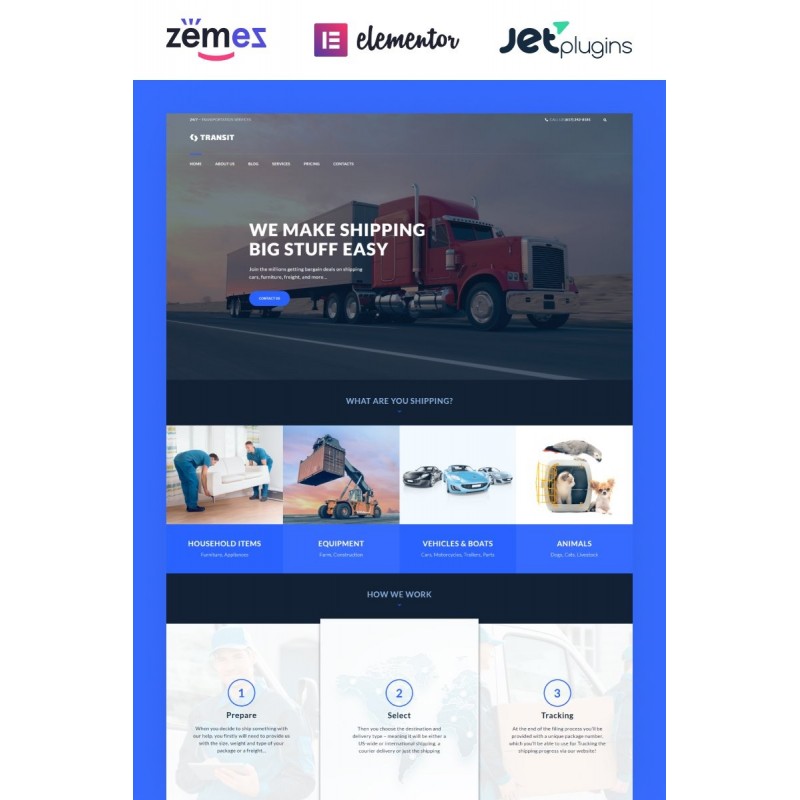 zemez
elementor
Jetplugins
24/7 – TRANSPORTATION SERVICES
TRANSIT
HOME
ABOUT US
BLOG
SERVICES
PRICING
CONTACTS
WE MAKE SHIPPING
BIG STUFF EASY
Join the millions getting bargain deals on shipping
cars, furniture, freight, and more...
CONTACT US
WHAT ARE YOU SHIPPING?
HOUSEHOLD ITEMS
Furniture, Appliances
EQUIPMENT
Farm, Construction
VEHICLES & BOATS
Cars, Motorcycles, Trailers, Parts
ANIMALS
Dogs, Cats, Livestock
HOW WE WORK
1
Prepare
When you decide to ship something with
our help, you firstly will need to provide us
with the size, weight and type of your
package or a freight...
2
Select
Then you choose the destination and
delivery type – meaning it will be either a
US-wide or international shipping, a
courier delivery or just the shipping
3
Tracking
At the end of the filing process you'll be
provided with a unique package number,
which you'll be able to use for Tracking the
shipping progress via our website!